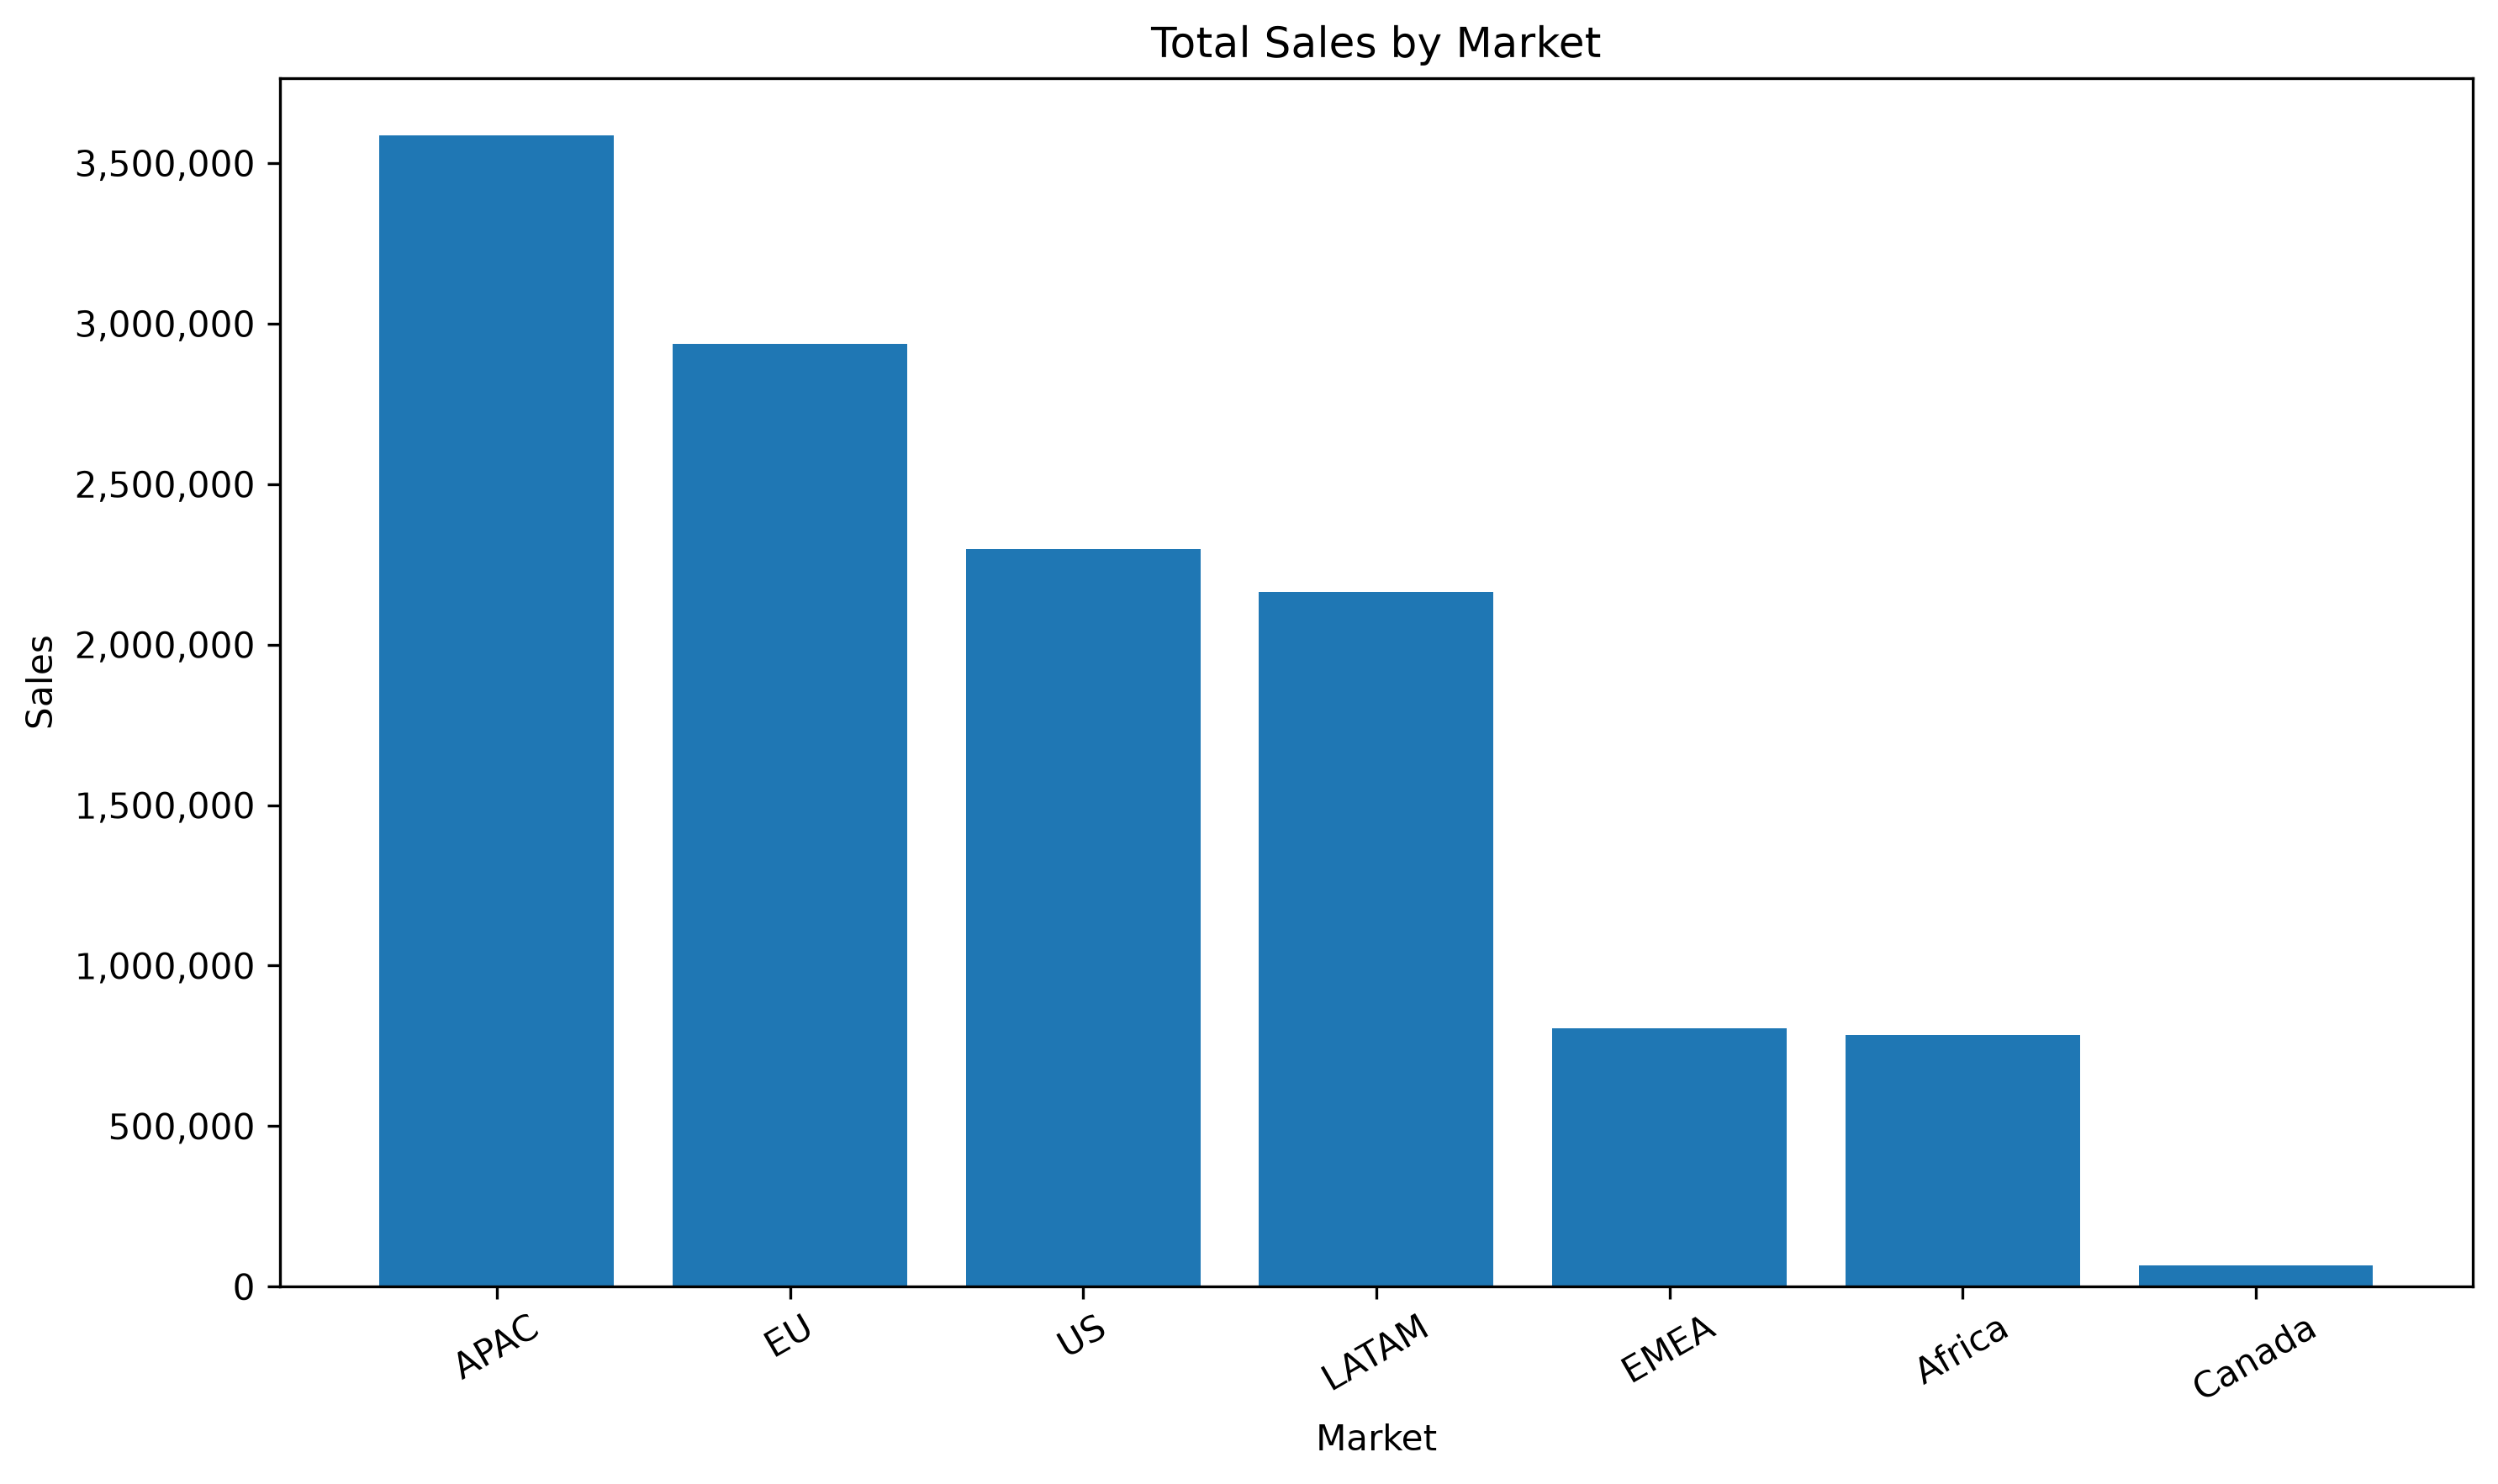 Total Sales by Market
Sales
3,500,000
3,000,000
2,500,000
2,000,000
1,500,000
1,000,000
500,000
0
APAC
EU
US
LATAM
EMEA
Africa
Canada
Market